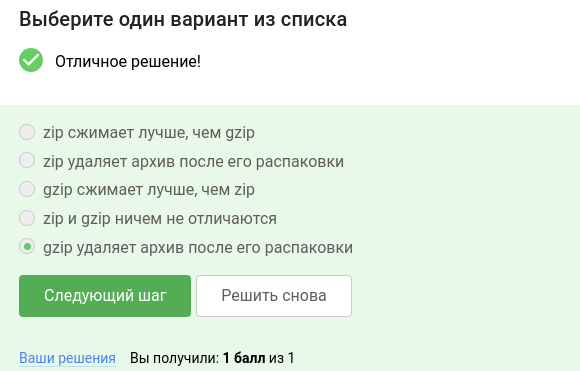 Выберите один вариант из списка
Отличное решение!
zip сжимает лучше, чем gzip
zip удаляет архив после его распаковки
gzip сжимает лучше, чем zip
zip и gzip ничем не отличаются
gzip удаляет архив после его распаковки
Следующий шаг Решить снова
Ваши решения Вы получили: 1 балл из 1